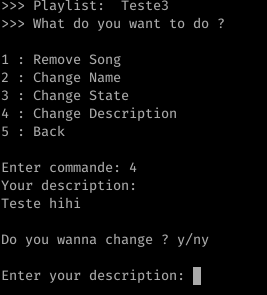 >>> Playlist:  Teste3
>>> What do you want to do ?
1 : Remove Song
2 : Change Name
3 : Change State
4 : Change Description
5 : Back
Enter commande: 4
Your description:
Teste hihi
Do you wanna change ? y/ny
Enter your description: